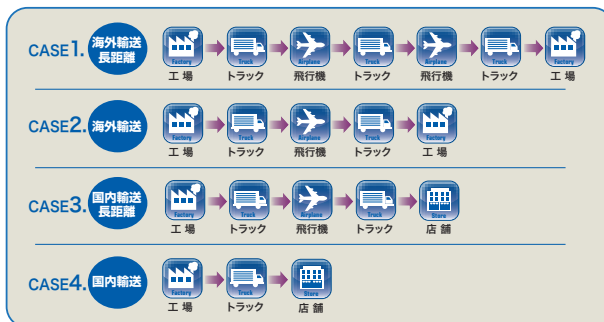 CASE1.
海外輸送
長距離
Factory Truck Airplane Truck Airplane Truck Factory
工場 トラック 飛行機 トラック 飛行機 トラック 工場
CASE2.
海外輸送
Factory Truck Airplane Truck Factory
工場 トラック 飛行機 トラック 工場
CASE3.
国内輸送
長距離
Factory Truck Airplane Truck Store
工場 トラック 飛行機 トラック 店舗
CASE4.
国内輸送
Factory Truck Store
工場 トラック 店舗